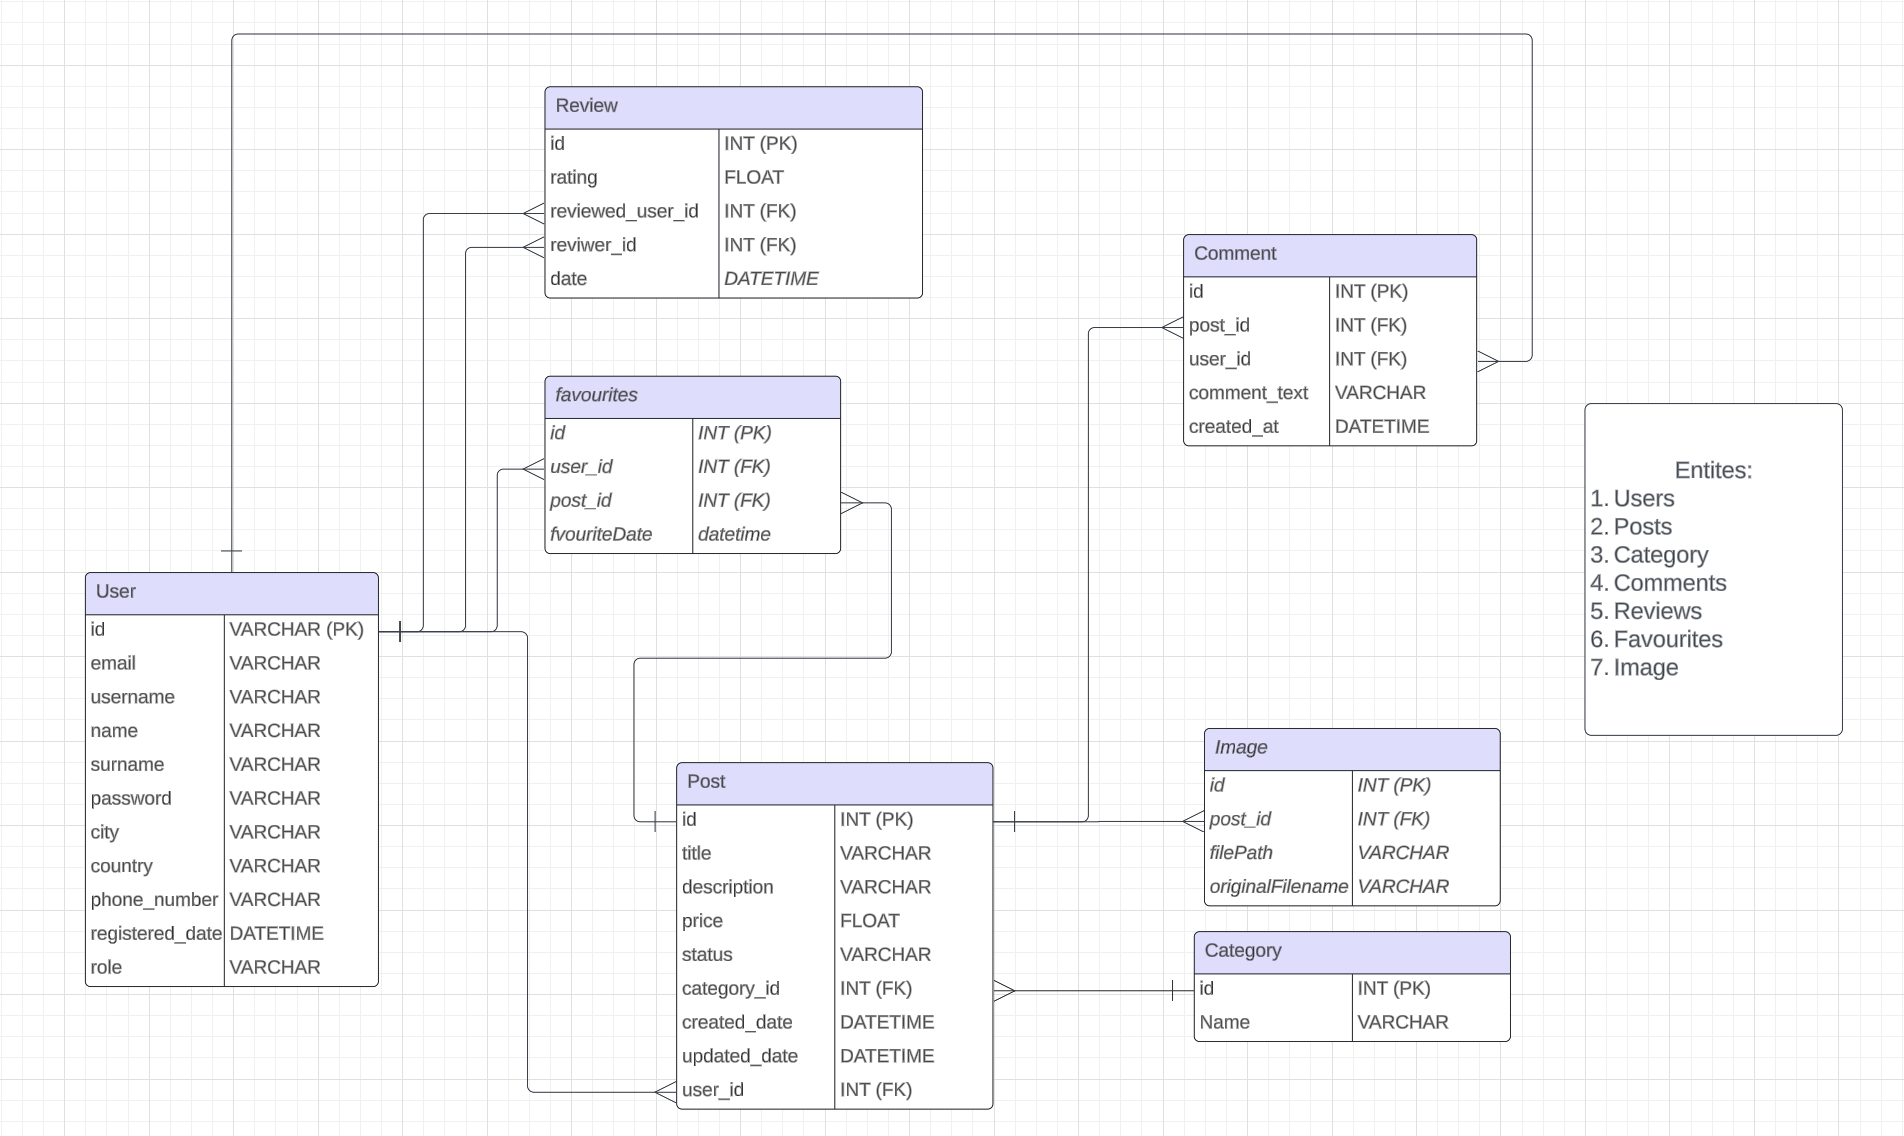 Review
id INT (PK)
rating FLOAT
reviewed_user_id INT (FK)
reviwer_id INT (FK)
date DATETIME
Comment
id INT (PK)
post_id INT (FK)
user_id INT (FK)
comment_text VARCHAR
created_at DATETIME
favourites
id INT (PK)
user_id INT (FK)
post_id INT (FK)
fvouriteDate datetime
Entites:
1. Users
2. Posts
3. Category
4. Comments
5. Reviews
6. Favourites
7. Image
User
id VARCHAR (PK)
email VARCHAR
username VARCHAR
name VARCHAR
surname VARCHAR
password VARCHAR
city VARCHAR
country VARCHAR
phone_number VARCHAR
registered_date DATETIME
role VARCHAR
Post
id INT (PK)
title VARCHAR
description VARCHAR
price FLOAT
status VARCHAR
category_id INT (FK)
created_date DATETIME
updated_date DATETIME
user_id INT (FK)
Image
id INT (PK)
post_id INT (FK)
filePath VARCHAR
originalFilename VARCHAR
Category
id INT (PK)
Name VARCHAR